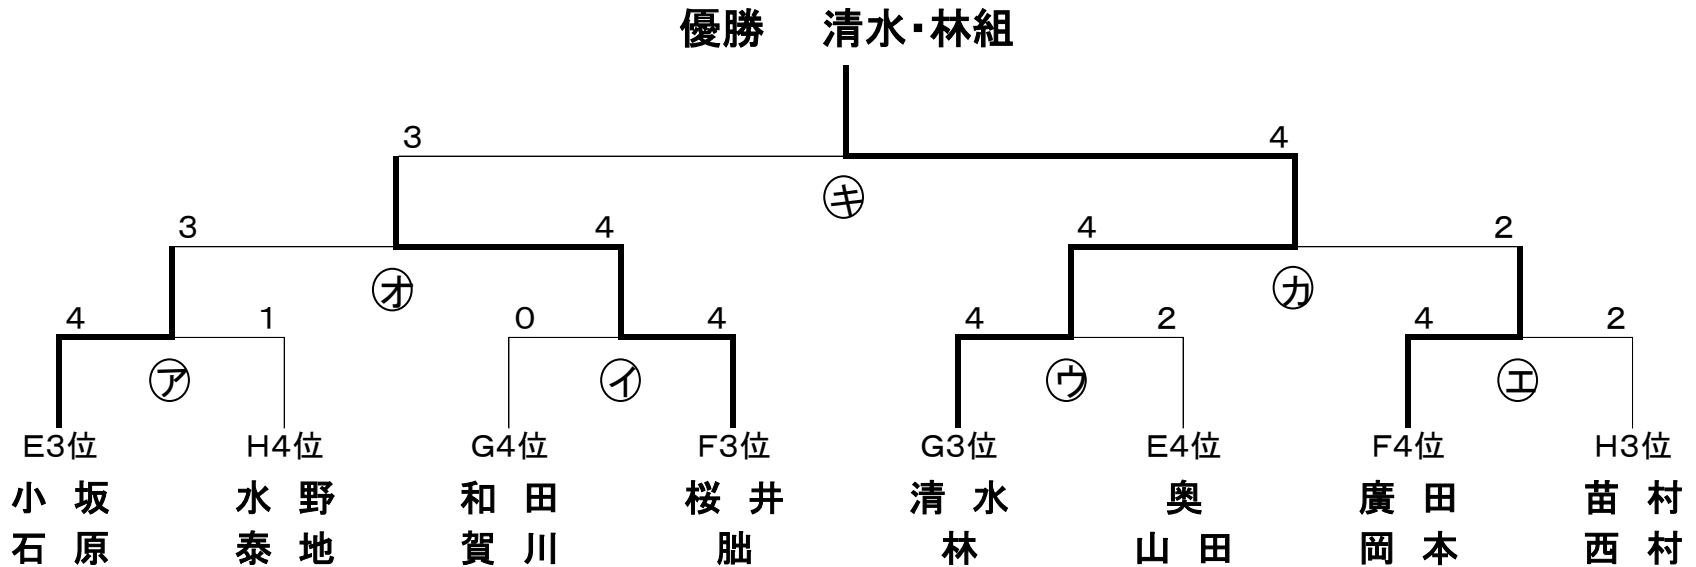 優勝　清水・林組
3 4
㋖
3 4 4 2
㋔ ㋕
4 1 0 4 4 2 4 2
㋐ ㋑ ㋒ ㋓
E3位 H4位 G4位 F3位 G3位 E4位 F4位 H3位
小 坂 水 野 和 田 桜 井 清 水 奥 廣 田 苗 村
石 原 泰 地 賀 川 朏 林 山 田 岡 本 西 村